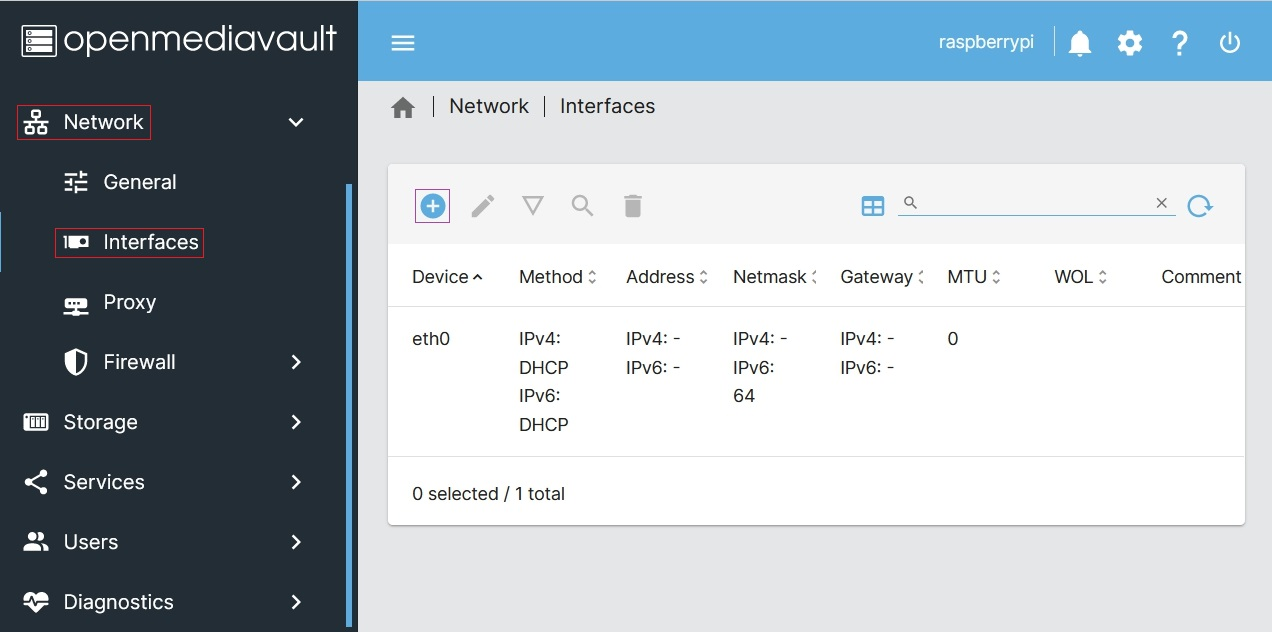 openmediavault
raspberrypi
Network
General
Interfaces
Proxy
Firewall
Storage
Services
Users
Diagnostics
Network | Interfaces
Device Method Address Netmask Gateway MTU WOL Comment
eth0 IPv4: IPv4: - IPv4: - IPv4: - 0
DHCP IPv6: - IPv6: IPv6: -
IPv6: 64
DHCP
0 selected / 1 total